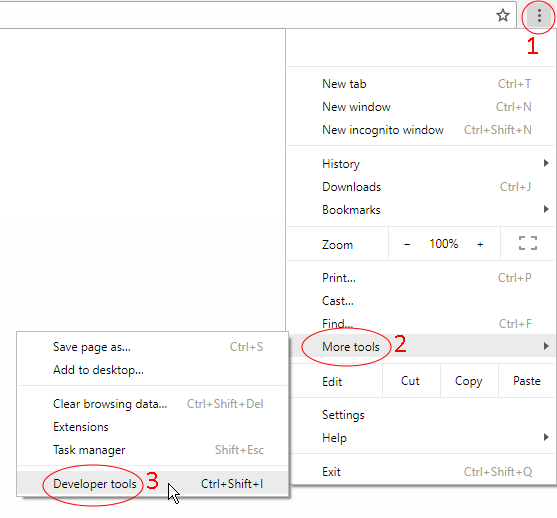 1
New tab Ctrl+T
New window Ctrl+N
New incognito window Ctrl+Shift+N
History
Downloads Ctrl+J
Bookmarks
Zoom − 100% +
Print... Ctrl+P
Cast...
Find... Ctrl+F
More tools 2
Edit Cut Copy Paste
Settings
Help
Exit Ctrl+Shift+Q
Save page as... Ctrl+S
Add to desktop...
Clear browsing data... Ctrl+Shift+Del
Extensions
Task manager Shift+Esc
Developer tools 3 Ctrl+Shift+I